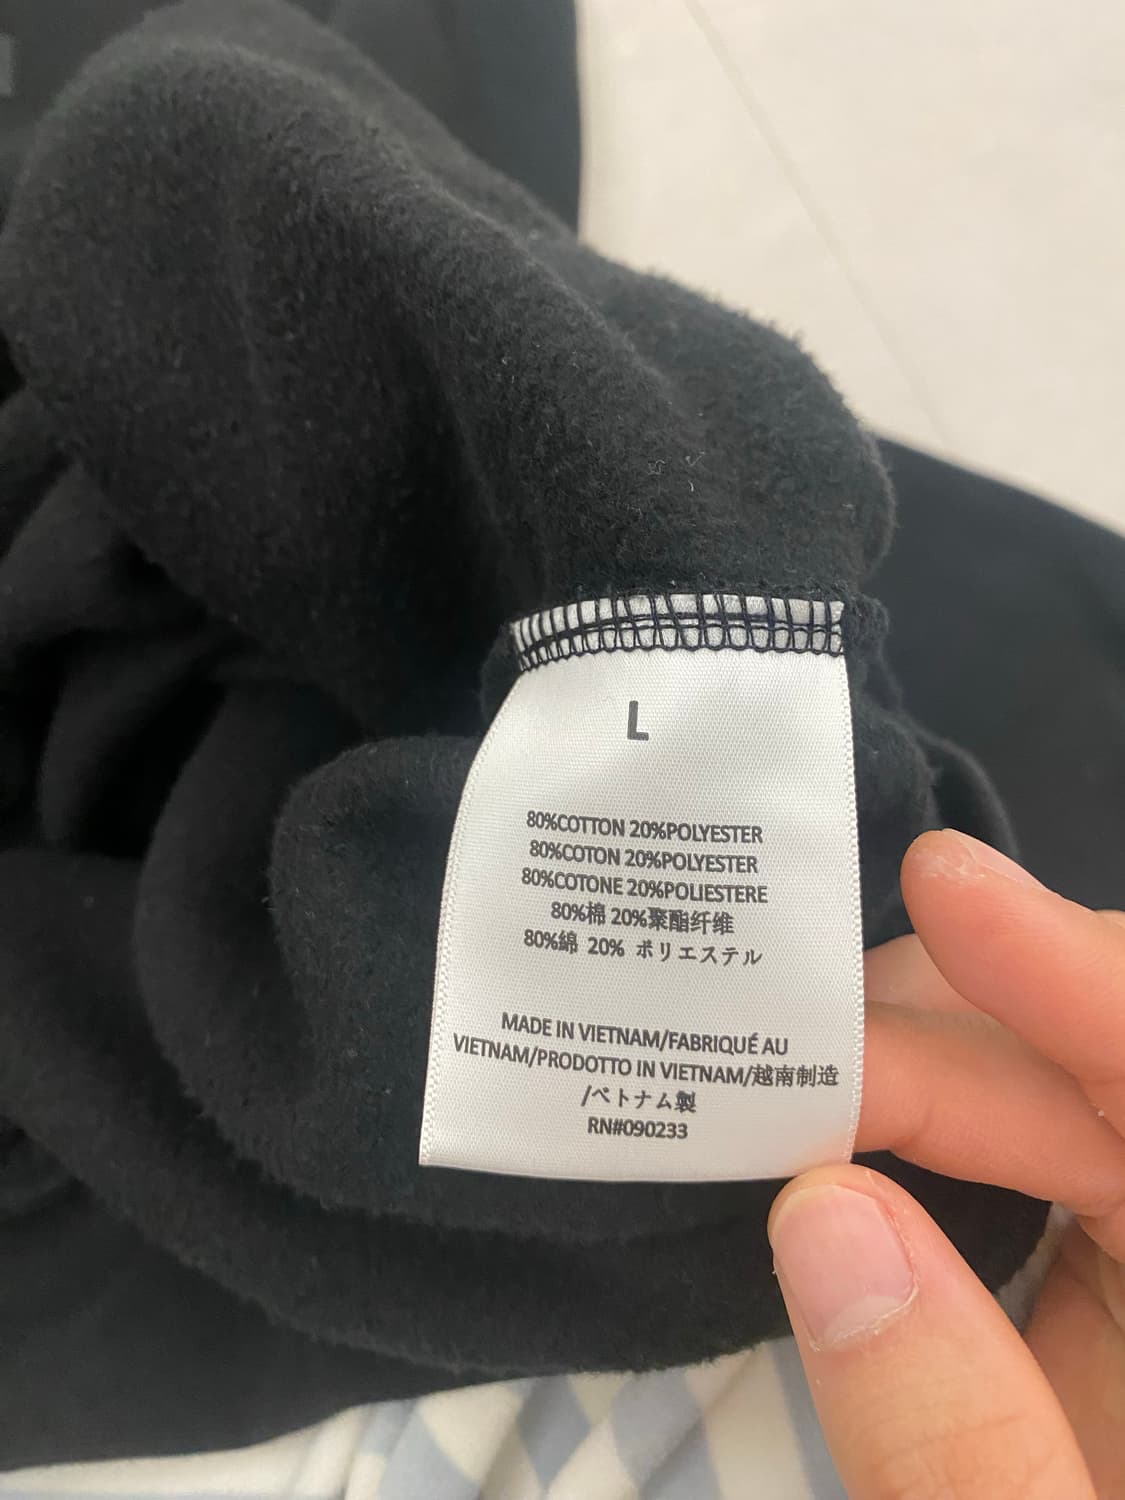 L
80%COTTON 20%POLYESTER
80%COTON 20%POLYESTER
80%COTONE 20%POLIESTERE
80%棉 20%聚酯纤维
80%綿 20% ポリエステル
MADE IN VIETNAM/FABRIQUÉ AU
VIETNAM/PRODOTTO IN VIETNAM/越南制造
/ベトナム製
RN#090233